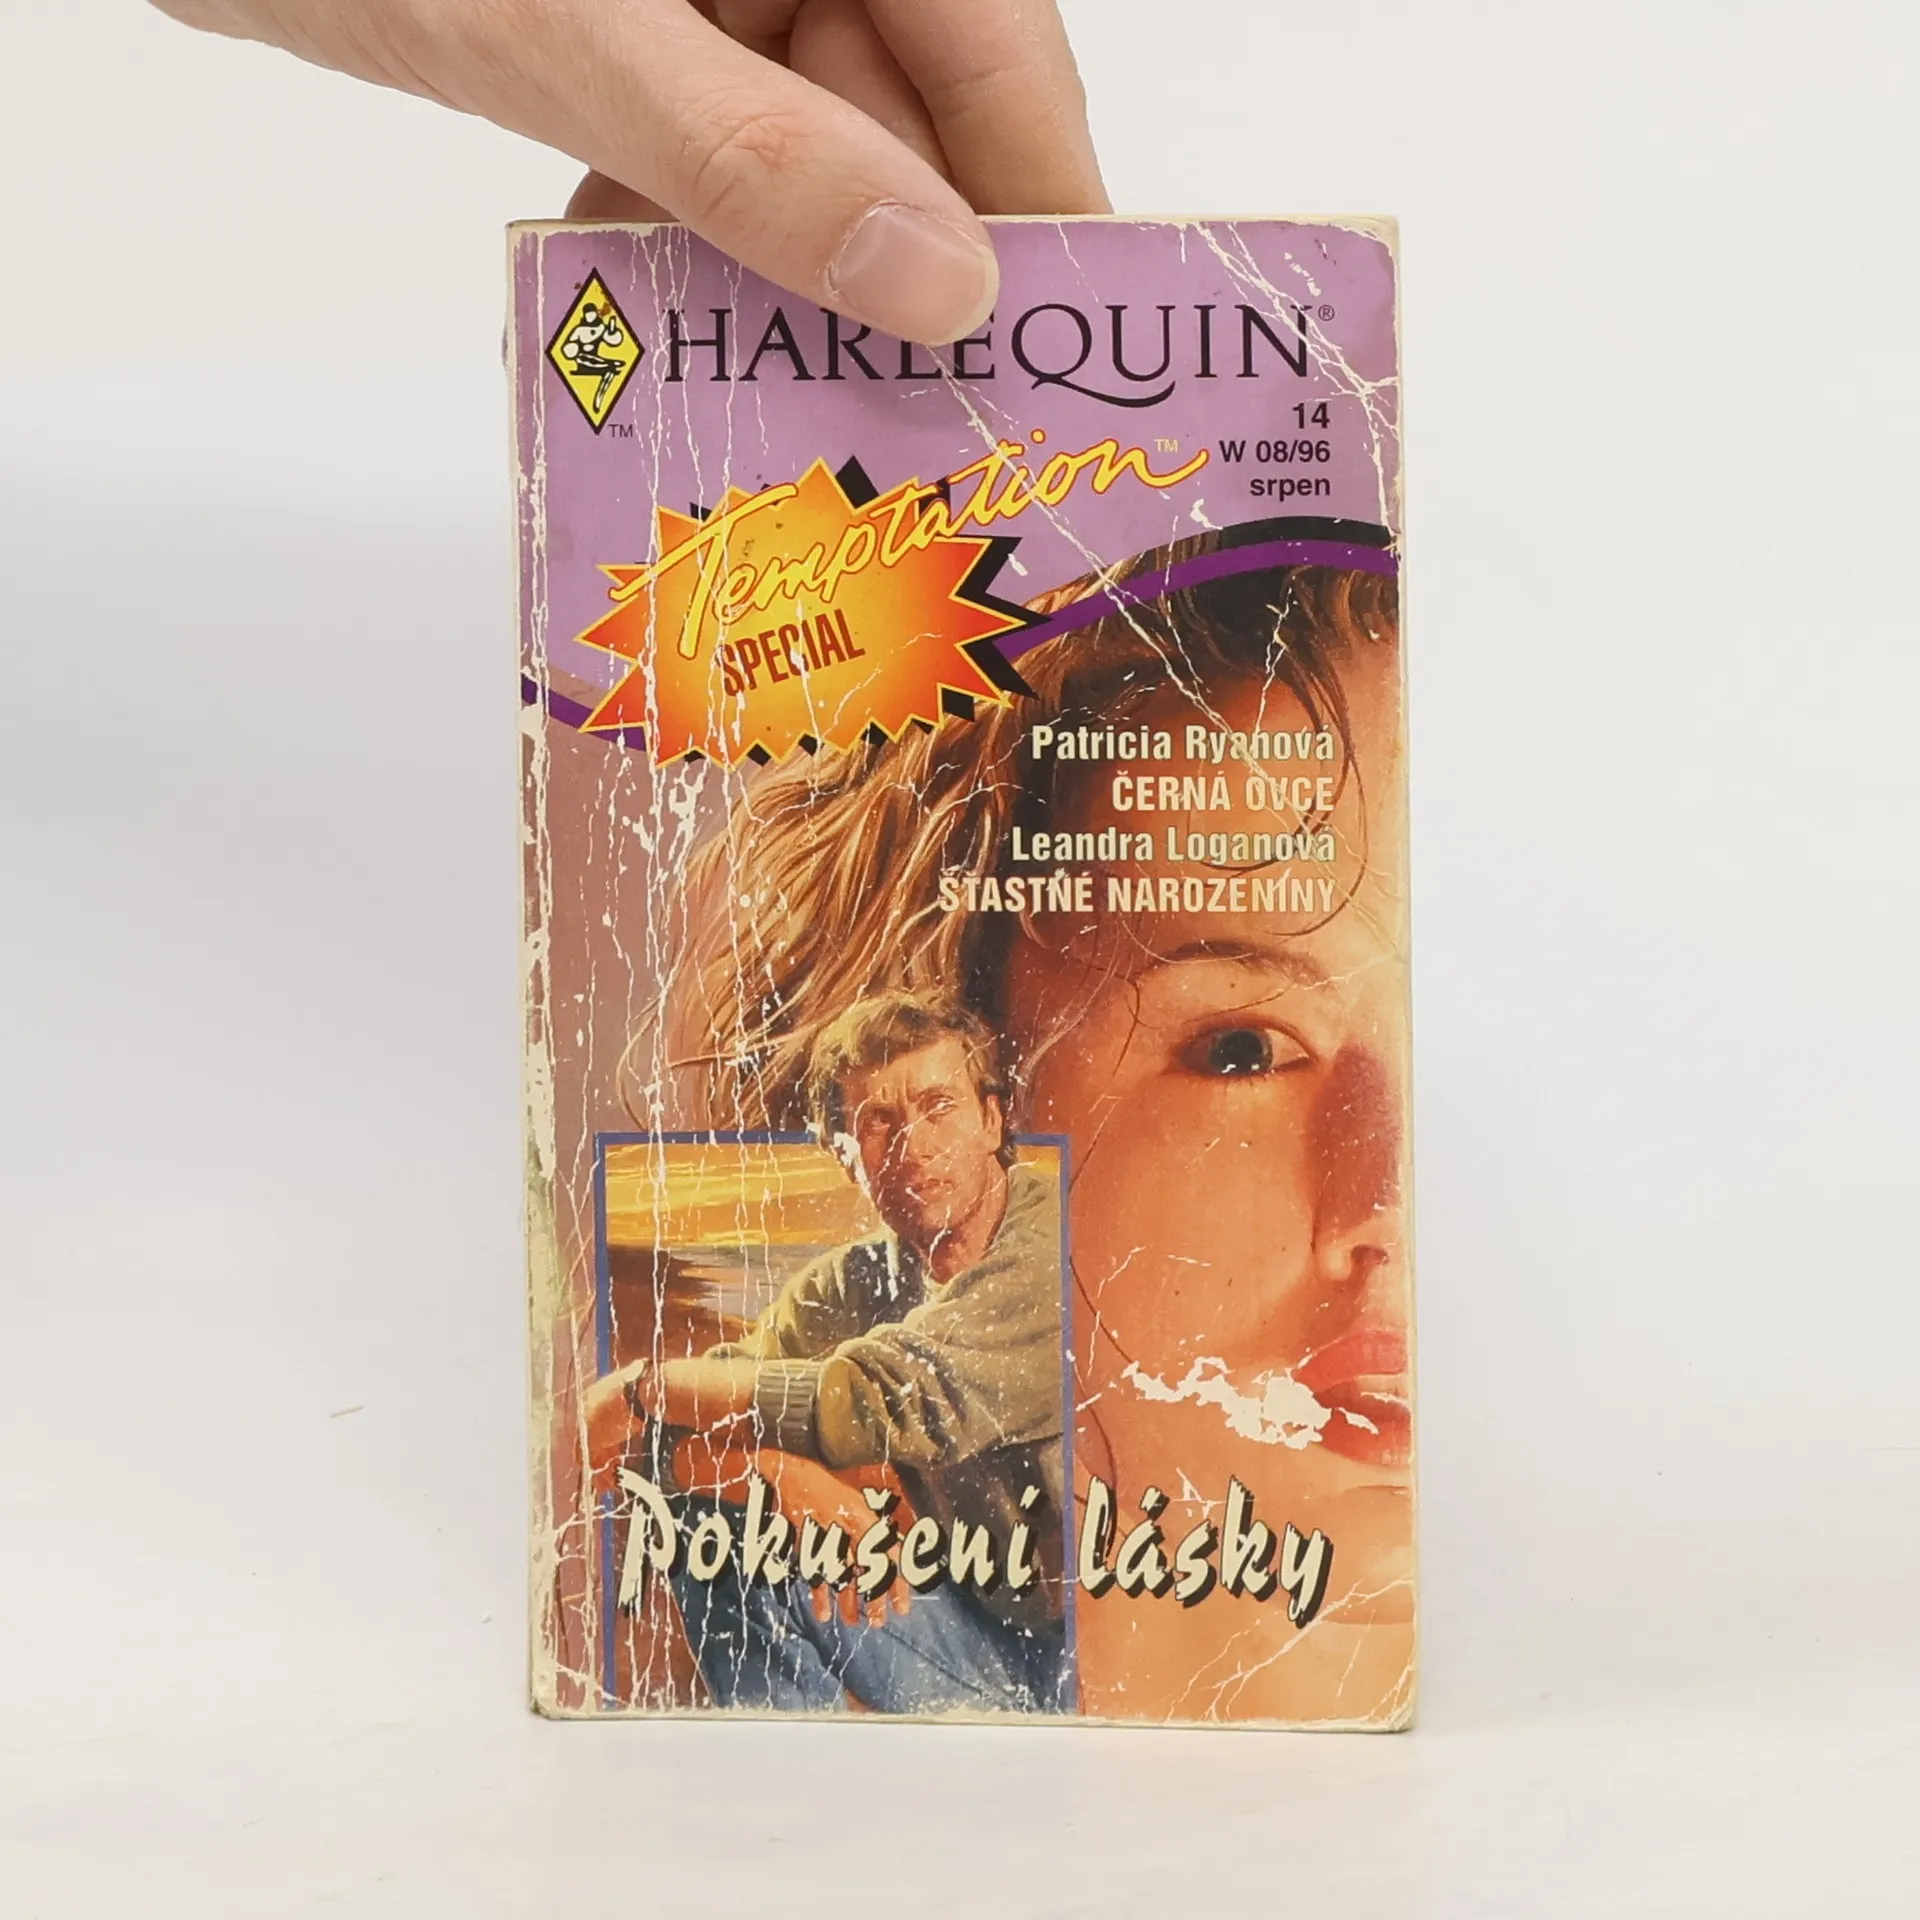 HARLEQUIN®
TM
14
W 08/96
srpen
Temptation™
SPECIAL
Patricia Ryanová
ČERNÁ OVCE
Leandra Loganová
ŠŤASTNÉ NAROZENINY
Pokušení lásky